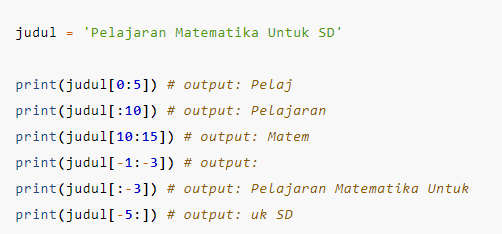 judul = 'Pelajaran Matematika Untuk SD'
print(judul[0:5]) # output: Pelaj
print(judul[:10]) # output: Pelajaran
print(judul[10:15]) # output: Matem
print(judul[-1:-3]) # output:
print(judul[:-3]) # output: Pelajaran Matematika Untuk
print(judul[-5:]) # output: uk SD